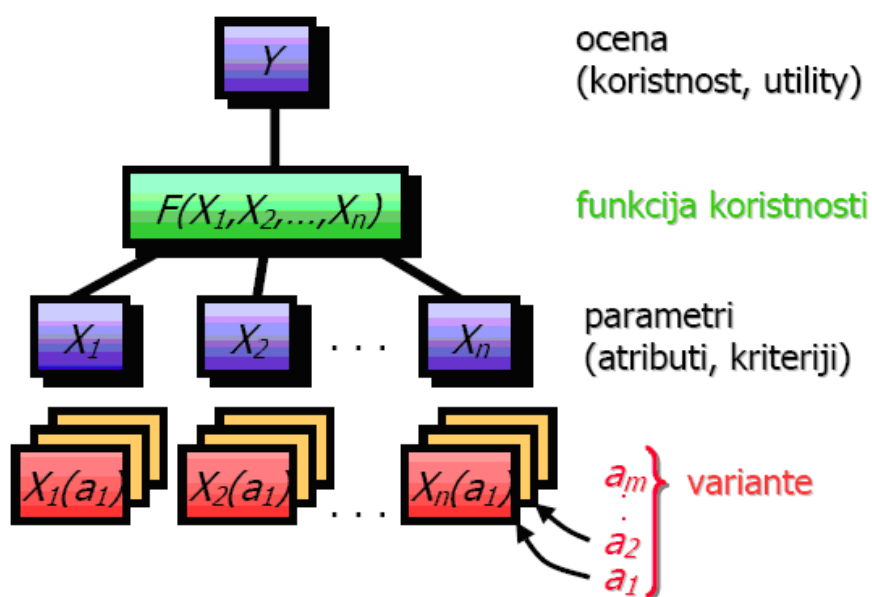 Y
ocena
(koristnost, utility)
F(X₁,X₂,...,Xₙ)
funkcija koristnosti
X₁
X₂
. . .
Xₙ
parametri
(atributi, kriteriji)
X₁(a₁)
X₂(a₁)
. . .
Xₙ(a₁)
aₘ
.
.
a₂
a₁
} variante